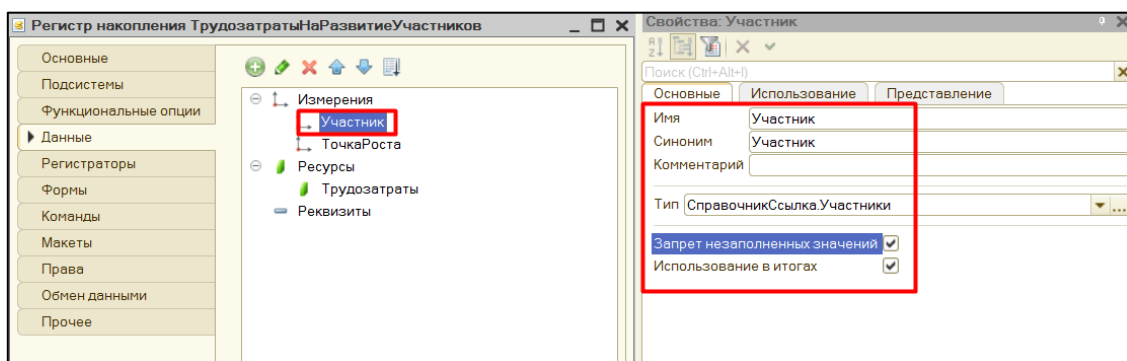 Регистр накопления ТрудозатратыНаРазвитиеУчастников
Основные
Подсистемы
Функциональные опции
Данные
Регистраторы
Формы
Команды
Макеты
Права
Обмен данными
Прочее
Измерения
Участник
ТочкаРоста
Ресурсы
Трудозатраты
Реквизиты
Свойства: Участник
Поиск (Ctrl+Alt+I)
Основные Использование Представление
Имя Участник
Синоним Участник
Комментарий
Тип СправочникСсылка.Участники
Запрет незаполненных значений
Использование в итогах